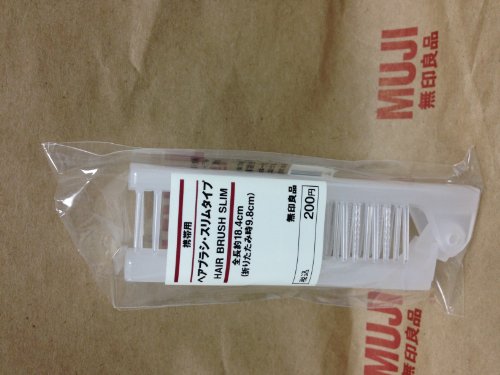 MUJI
無印良品
携帯用
ヘアブラシ・スリムタイプ
HAIR BRUSH SLIM
全長約18.4cm
(折りたたみ時9.8cm)
無印良品
200円
税込
MUJI
無印良品